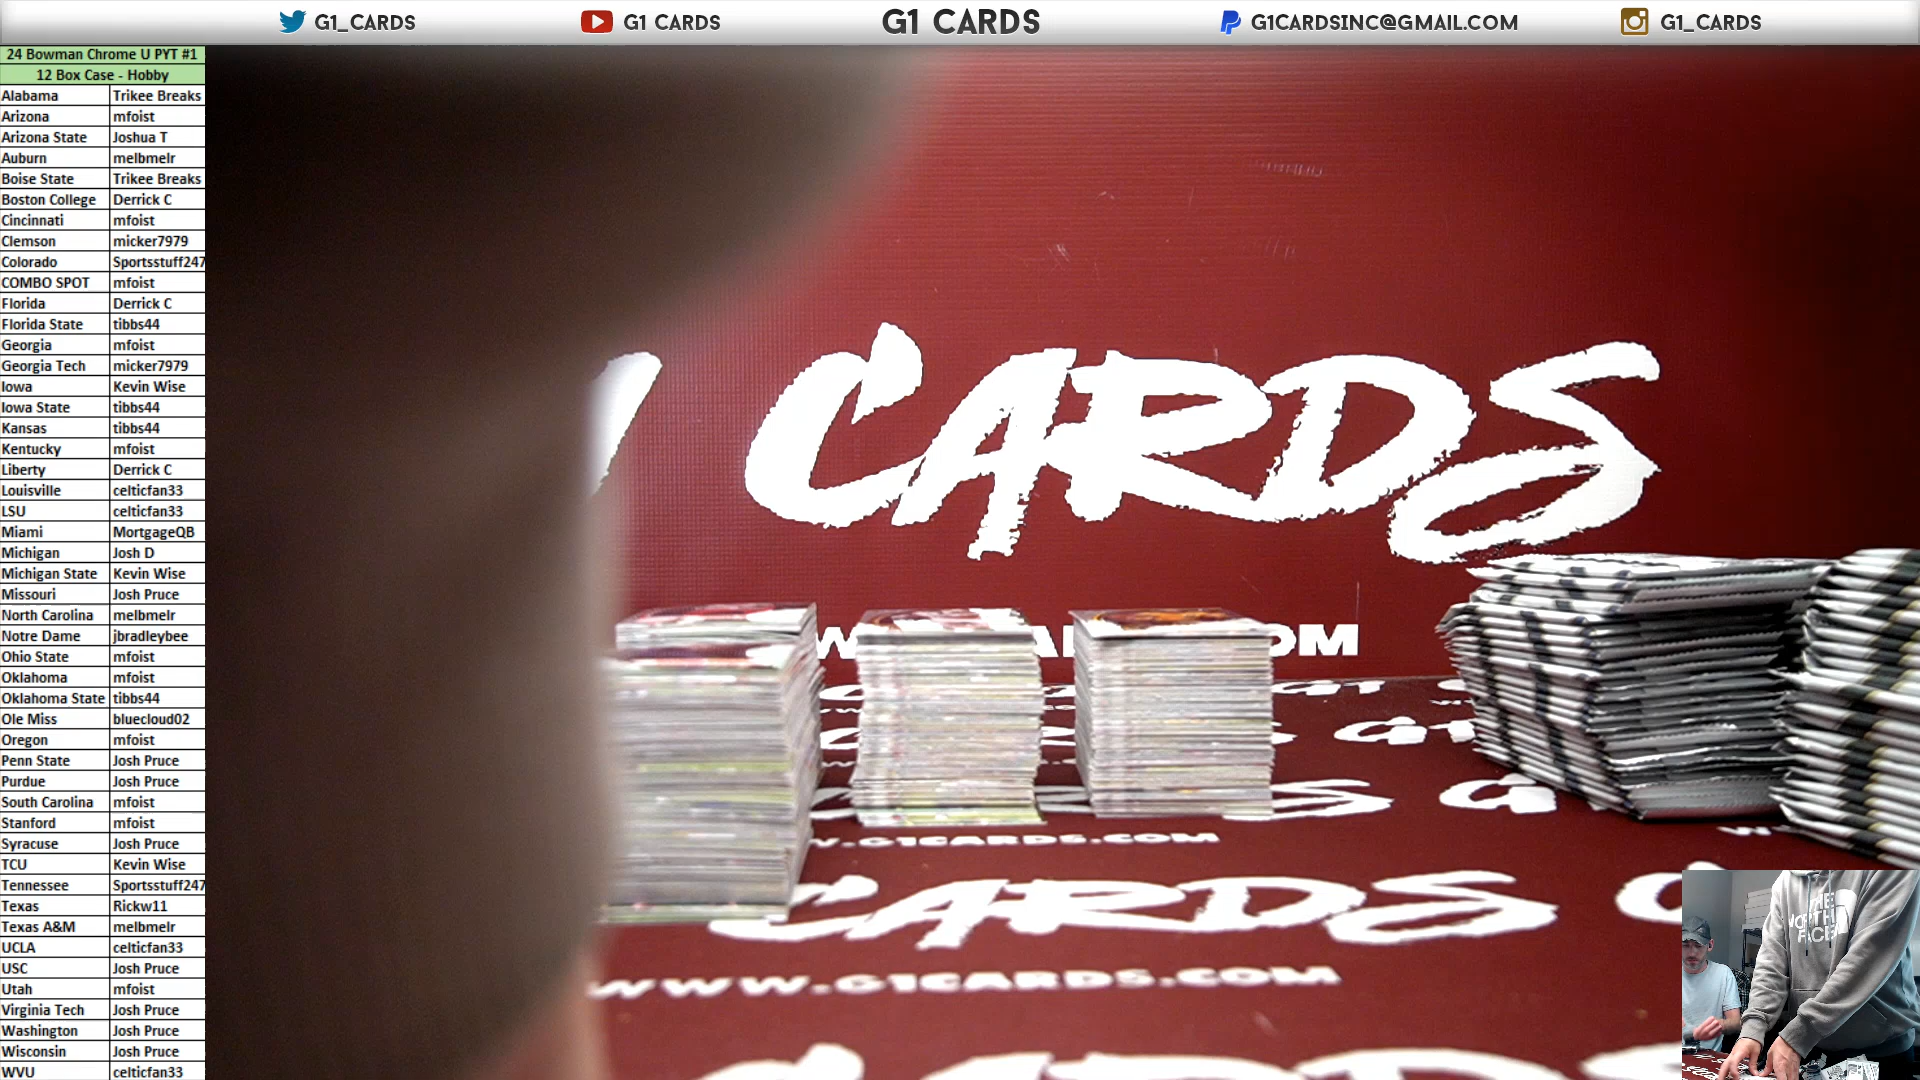 G1_CARDS G1 CARDS G1 CARDS G1CARDSINC@GMAIL.COM G1_CARDS
24 Bowman Chrome U PYT #1
12 Box Case - Hobby
Alabama Trikee Breaks
Arizona mfoist
Arizona State Joshua T
Auburn melbmelr
Boise State Trikee Breaks
Boston College Derrick C
Cincinnati mfoist
Clemson micker7979
Colorado Sportsstuff247
COMBO SPOT mfoist
Florida Derrick C
Florida State tibbs44
Georgia mfoist
Georgia Tech micker7979
Iowa Kevin Wise
Iowa State tibbs44
Kansas tibbs44
Kentucky mfoist
Liberty Derrick C
Louisville celticfan33
LSU celticfan33
Miami MortgageQB
Michigan Josh D
Michigan State Kevin Wise
Missouri Josh Pruce
North Carolina melbmelr
Notre Dame jbradleybee
Ohio State mfoist
Oklahoma mfoist
Oklahoma State tibbs44
Ole Miss bluecloud02
Oregon mfoist
Penn State Josh Pruce
Purdue Josh Pruce
South Carolina mfoist
Stanford mfoist
Syracuse Josh Pruce
TCU Kevin Wise
Tennessee Sportsstuff247
Texas Rickw11
Texas A&M melbmelr
UCLA celticfan33
USC Josh Pruce
Utah mfoist
Virginia Tech Josh Pruce
Washington Josh Pruce
Wisconsin Josh Pruce
WVU celticfan33
CARDS
OM
G1
W.G1CARDS.COM
CARDS
WWW.G1CARDS.COM
THE
NORTH
FACE